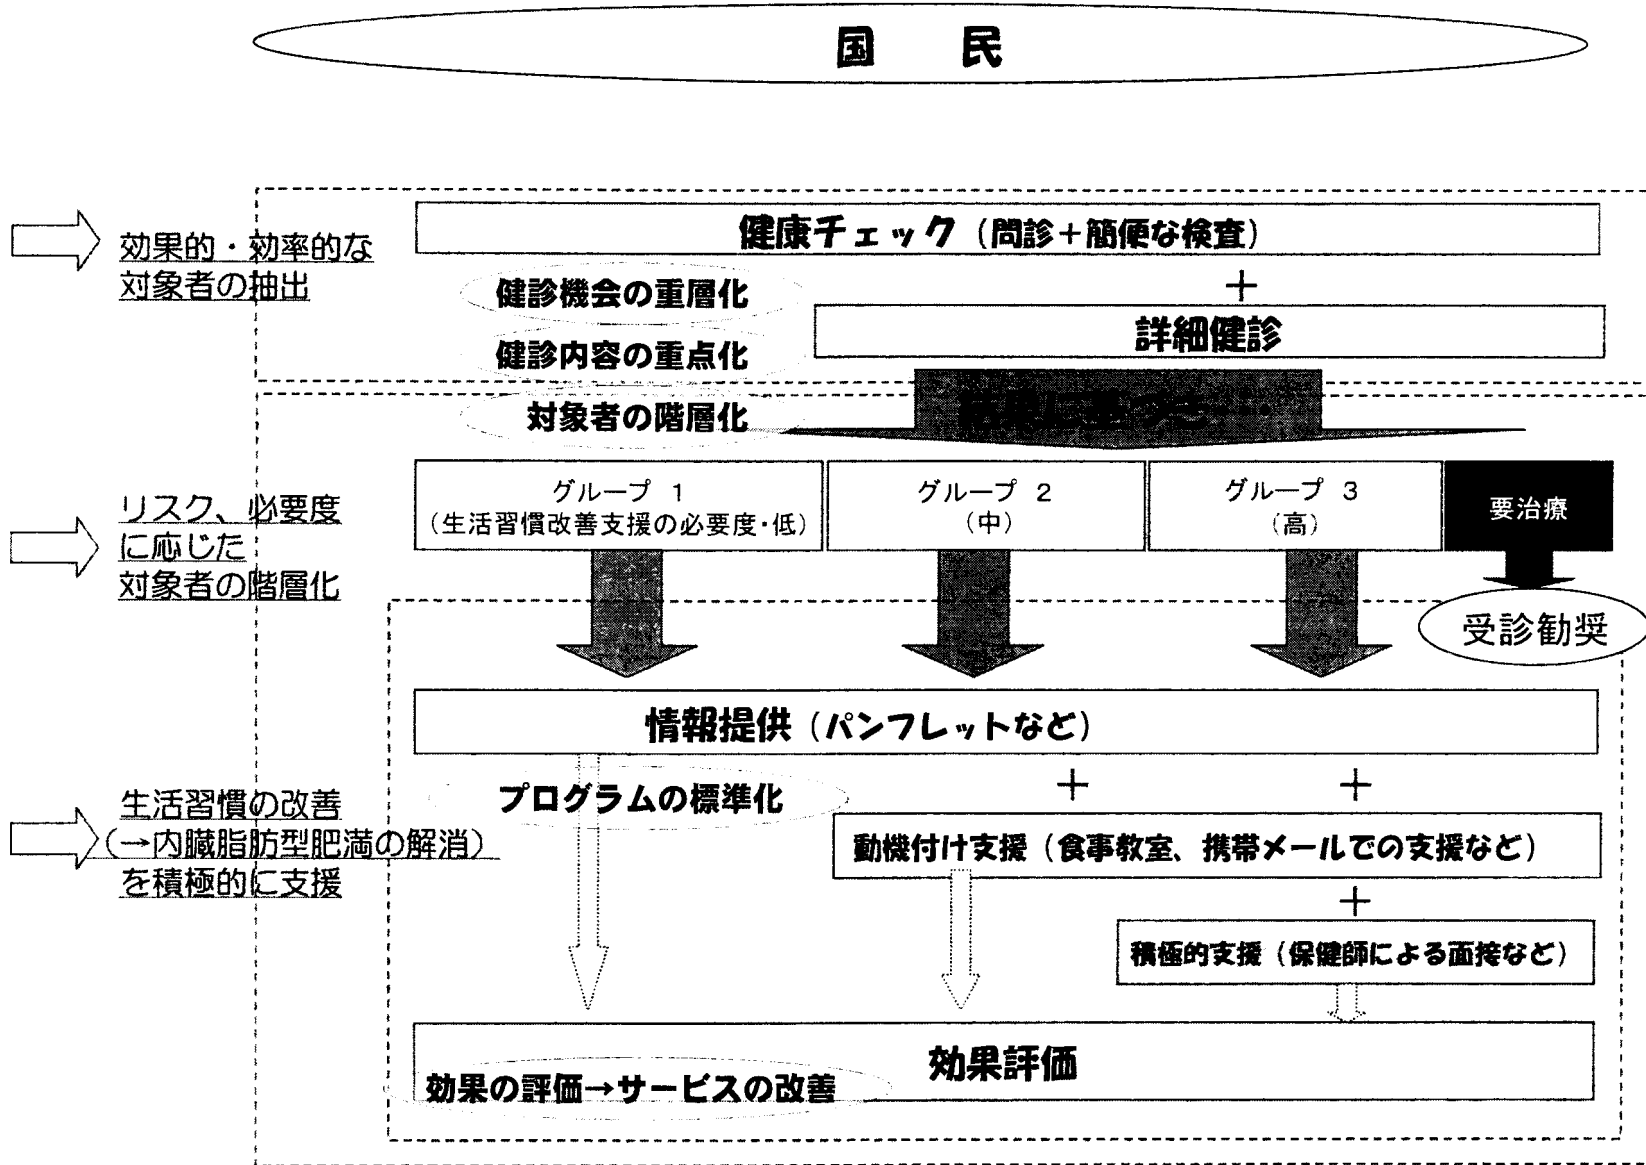 国　民
効果的・効率的な
対象者の抽出
健康チェック（問診＋簡便な検査）
健診機会の重層化
＋
健診内容の重点化
詳細健診
対象者の階層化
結果に基づき…
リスク、必要度
に応じた
対象者の階層化
グループ 1
（生活習慣改善支援の必要度・低）
グループ 2
（中）
グループ 3
（高）
要治療
受診勧奨
情報提供（パンフレットなど）
プログラムの標準化
＋
＋
生活習慣の改善
（→内臓脂肪型肥満の解消）
を積極的に支援
動機付け支援（食事教室、携帯メールでの支援など）
＋
積極的支援（保健師による面接など）
効果評価
効果の評価→サービスの改善